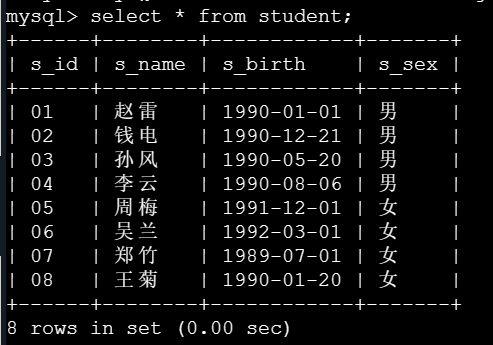 mysql> select * from student;
+------+--------+------------+-------+
| s_id | s_name | s_birth    | s_sex |
+------+--------+------------+-------+
| 01   | 赵雷   | 1990-01-01 | 男    |
| 02   | 钱电   | 1990-12-21 | 男    |
| 03   | 孙风   | 1990-05-20 | 男    |
| 04   | 李云   | 1990-08-06 | 男    |
| 05   | 周梅   | 1991-12-01 | 女    |
| 06   | 吴兰   | 1992-03-01 | 女    |
| 07   | 郑竹   | 1989-07-01 | 女    |
| 08   | 王菊   | 1990-01-20 | 女    |
+------+--------+------------+-------+
8 rows in set (0.00 sec)